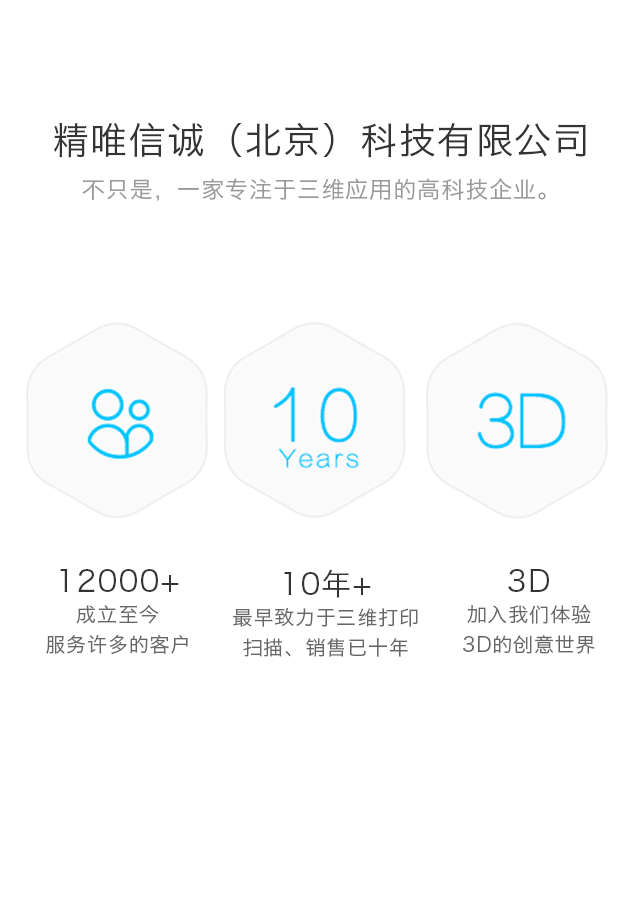 精唯信诚（北京）科技有限公司
不只是，一家专注于三维应用的高科技企业。
10
Years
3D
12000+
成立至今
服务许多的客户
10年+
最早致力于三维打印
扫描、销售已十年
3D
加入我们体验
3D的创意世界